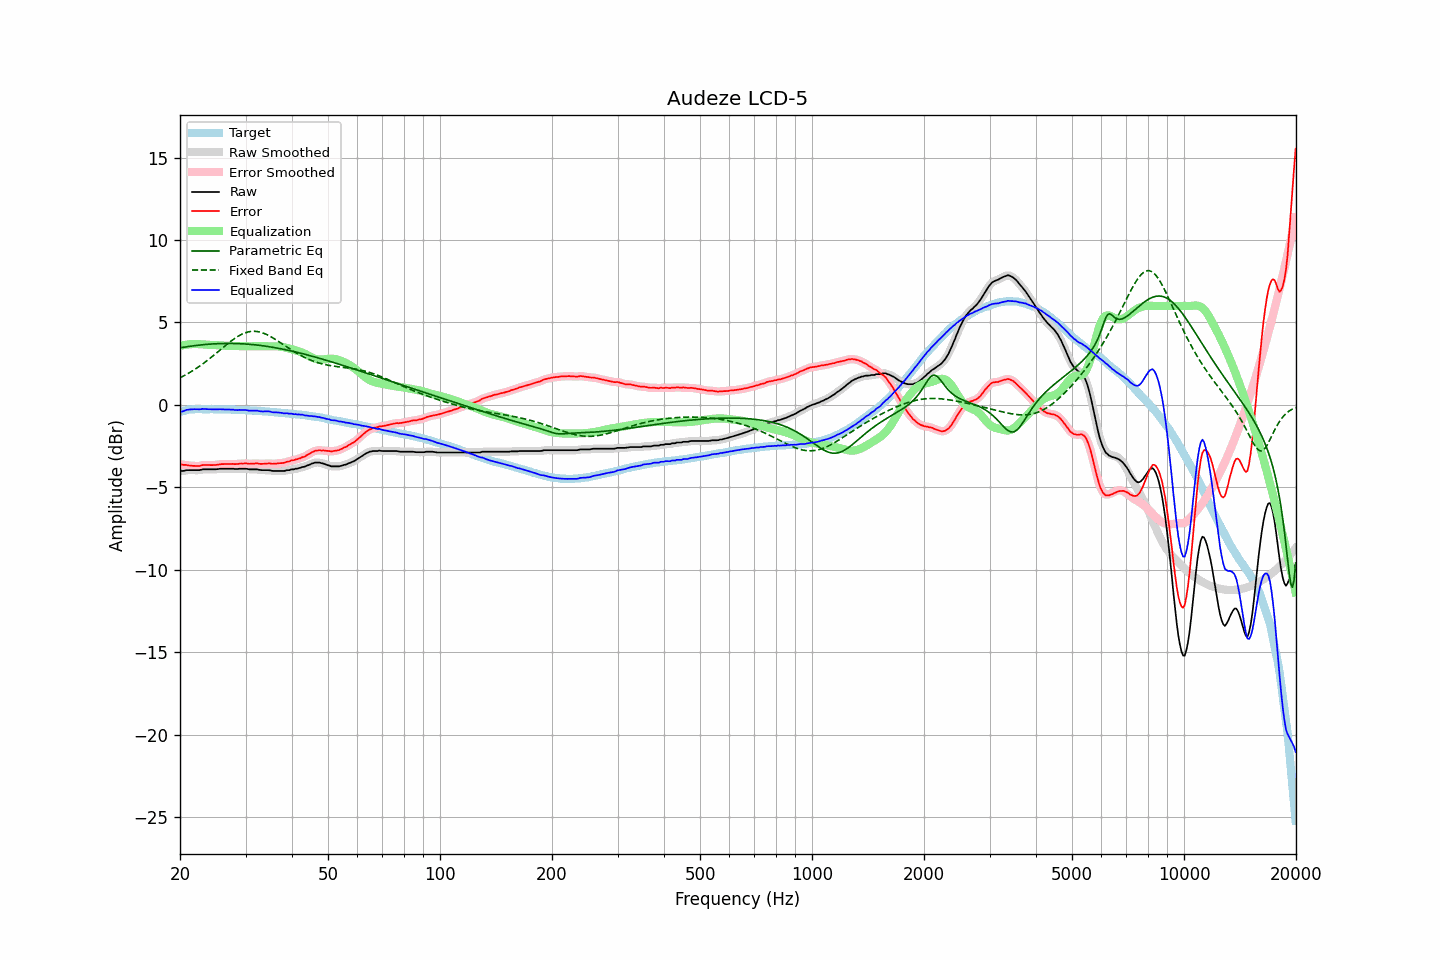 Audeze LCD-5
Target
Raw Smoothed
Error Smoothed
Raw
Error
Equalization
Parametric Eq
Fixed Band Eq
Equalized
15
10
5
0
−5
−10
−15
−20
−25
Amplitude (dBr)
20 50 100 200 500 1000 2000 5000 10000 20000
Frequency (Hz)